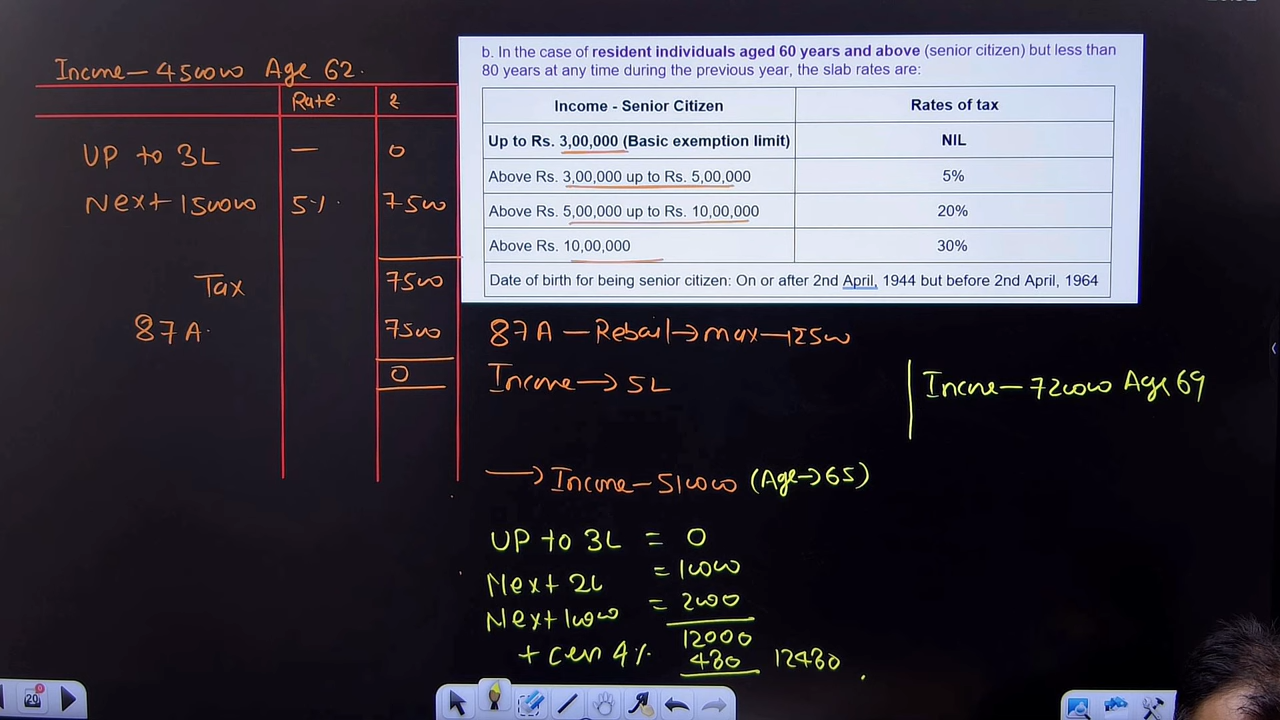 Income - 450000 Age 62.
Rate. ₹
UP to 3L — 0
Next 150000 5% 7500
Tax 7500
87A. 7500
0
b. In the case of resident individuals aged 60 years and above (senior citizen) but less than
80 years at any time during the previous year, the slab rates are:
Income - Senior Citizen Rates of tax
Up to Rs. 3,00,000 (Basic exemption limit) NIL
Above Rs. 3,00,000 up to Rs. 5,00,000 5%
Above Rs. 5,00,000 up to Rs. 10,00,000 20%
Above Rs. 10,00,000 30%
Date of birth for being senior citizen: On or after 2nd April, 1944 but before 2nd April, 1964
87A — → max → 12500
Income → 5L
Income - 720000 Age 69
→ Income - 510000 (Age → 65)
UP to 3L = 0
Next 2L = 10000
Next 10000 = 2000
12000
+ cen 4% 480 12480
20